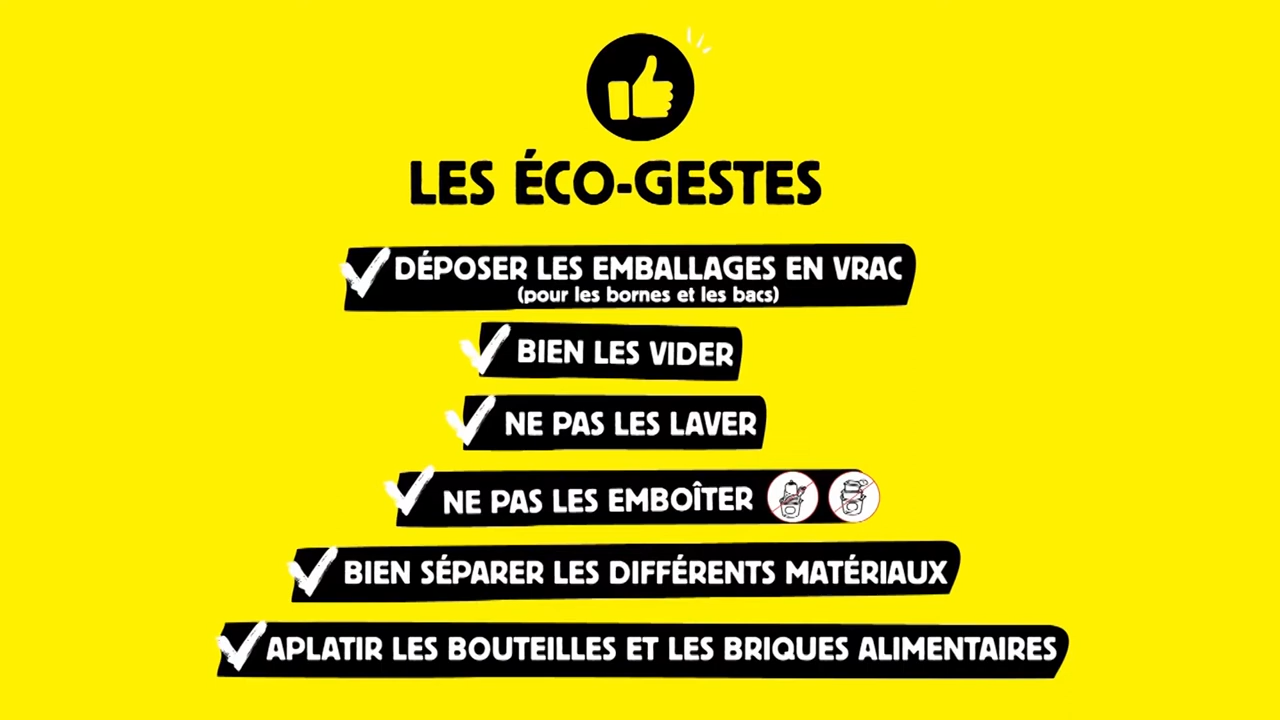 LES ÉCO-GESTES
DÉPOSER LES EMBALLAGES EN VRAC
(pour les bornes et les bacs)
BIEN LES VIDER
NE PAS LES LAVER
NE PAS LES EMBOÎTER
BIEN SÉPARER LES DIFFÉRENTS MATÉRIAUX
APLATIR LES BOUTEILLES ET LES BRIQUES ALIMENTAIRES